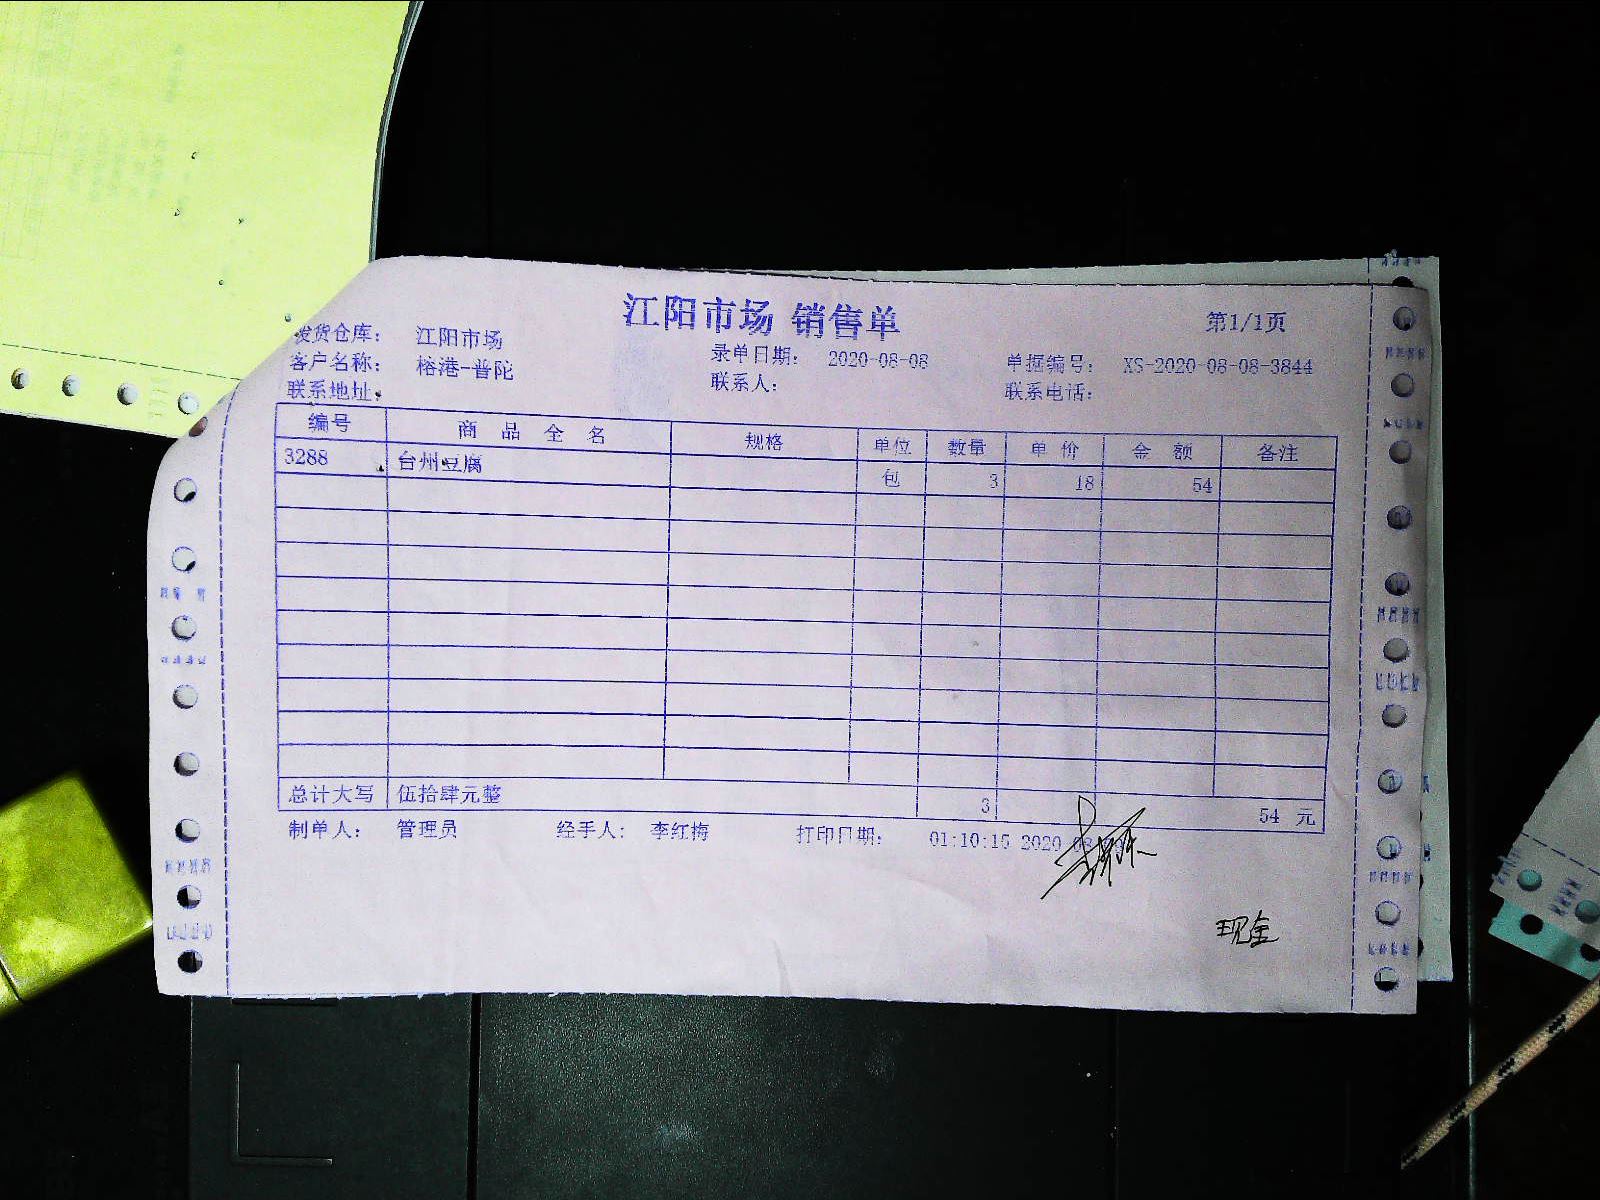 江阳市场 销售单
第1/1页
发货仓库： 江阳市场
客户名称： 榕港-普陀 录单日期： 2020-08-08 单据编号： XS-2020-08-08-3844
联系地址： 联系人： 联系电话：
编号 商 品 全 名 规格 单位 数量 单 价 金 额 备注
3288 台州豆腐 包 3 18 54
总计大写 伍拾肆元整 3 54 元
制单人： 管理员 经手人： 李红梅 打印日期： 01:10:15 2020
现金